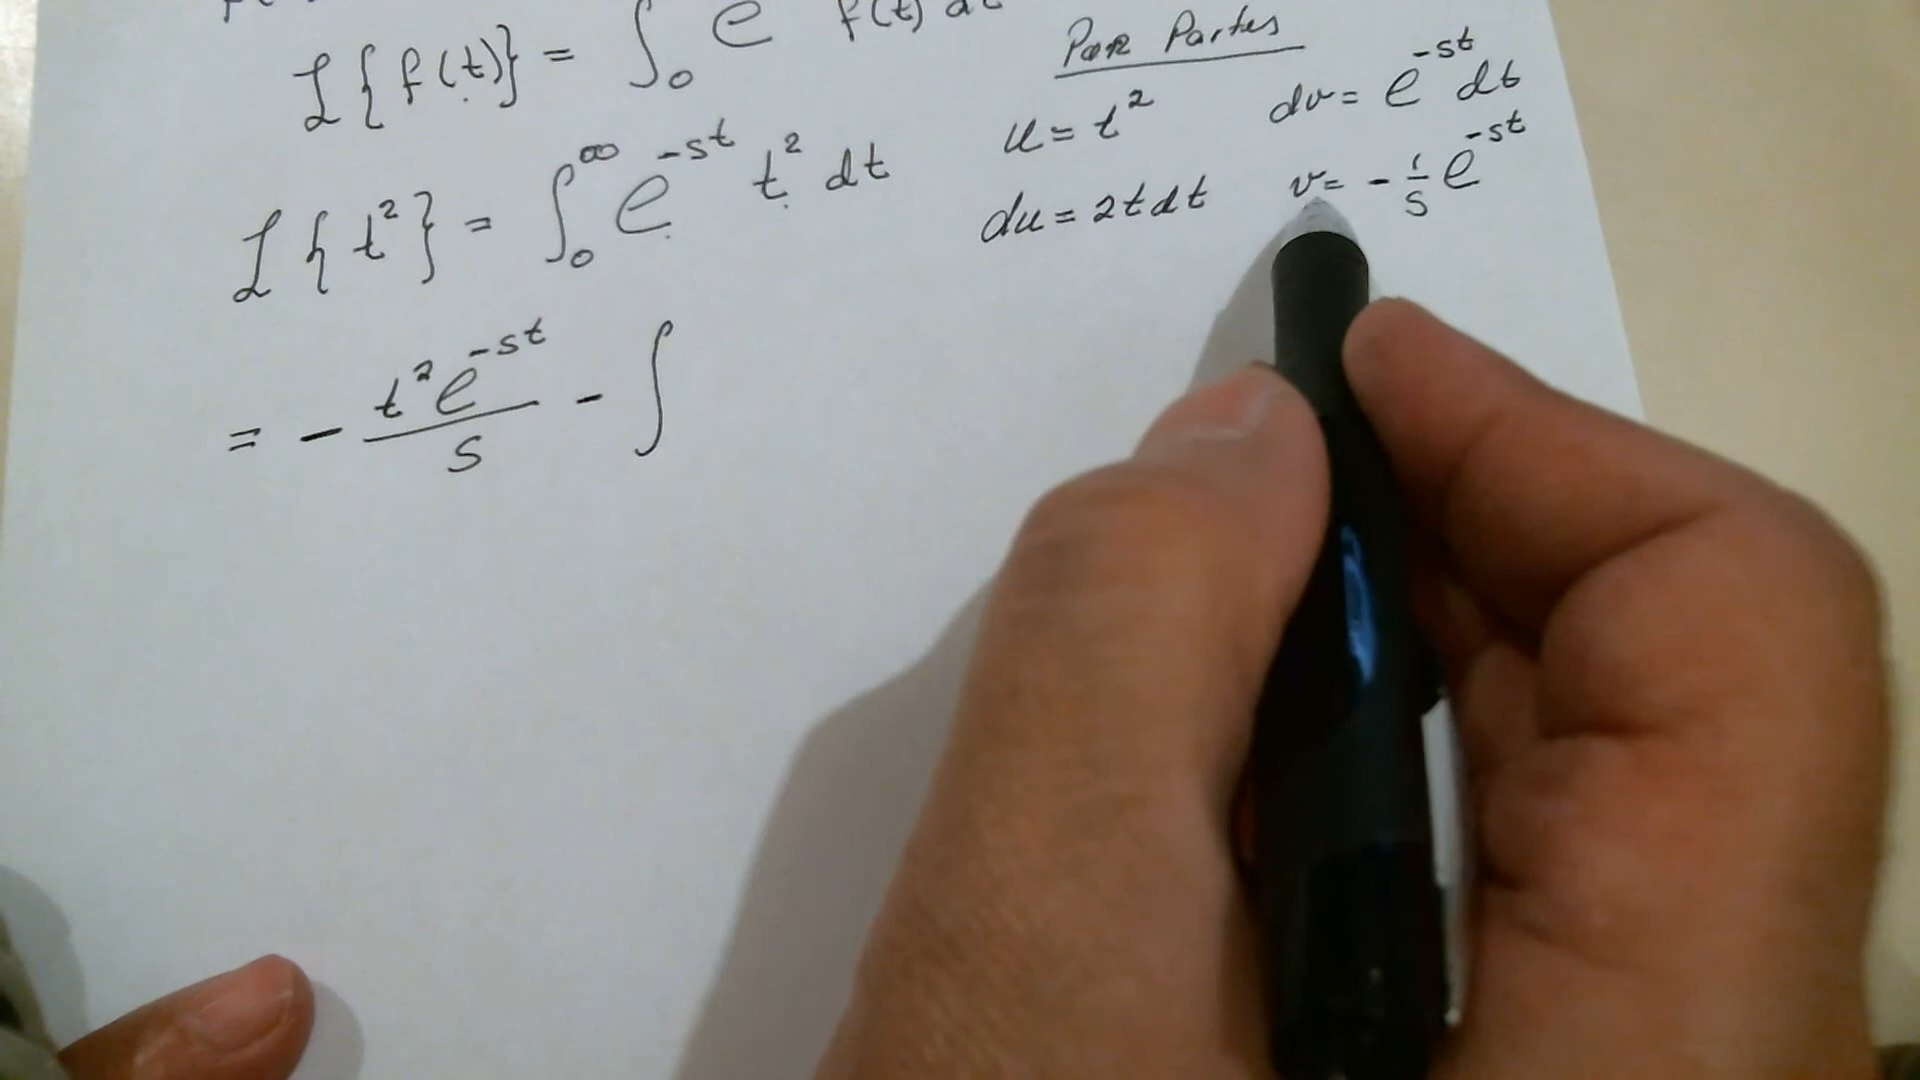 ℒ{f(t)} = ∫₀ e f(t) dt
ℒ{t²} = ∫₀^∞ e^{-st} t² dt
= - t²e^{-st}/s - ∫
Por Partes
u = t² dv = e^{-st} dt
du = 2t dt v = - 1/s e^{-st}